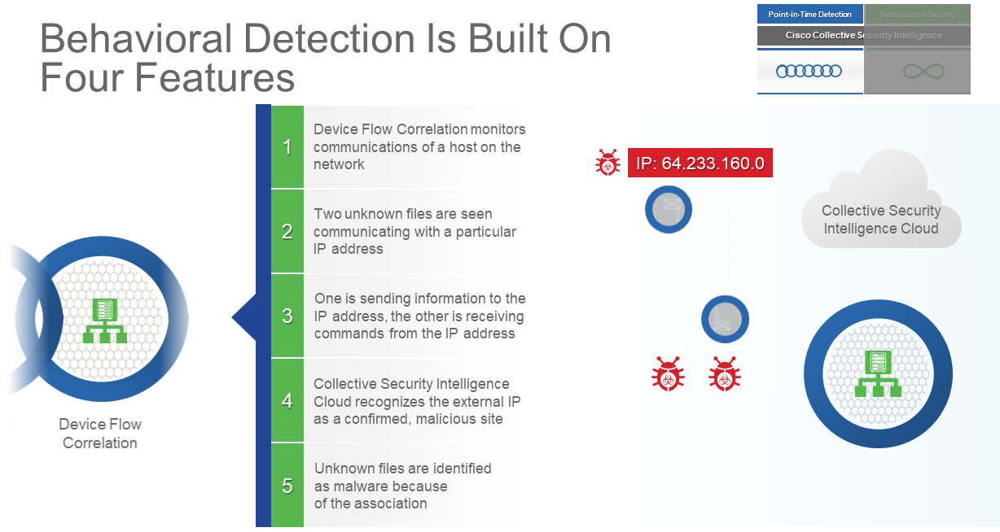 Behavioral Detection Is Built On
Four Features
Point-in-Time Detection
Retrospective Security
Cisco Collective Security Intelligence
1
Device Flow Correlation monitors
communications of a host on the
network
2
Two unknown files are seen
communicating with a particular
IP address
3
One is sending information to the
IP address, the other is receiving
commands from the IP address
4
Collective Security Intelligence
Cloud recognizes the external IP
as a confirmed, malicious site
5
Unknown files are identified
as malware because
of the association
Device Flow
Correlation
IP: 64.233.160.0
Collective Security
Intelligence Cloud